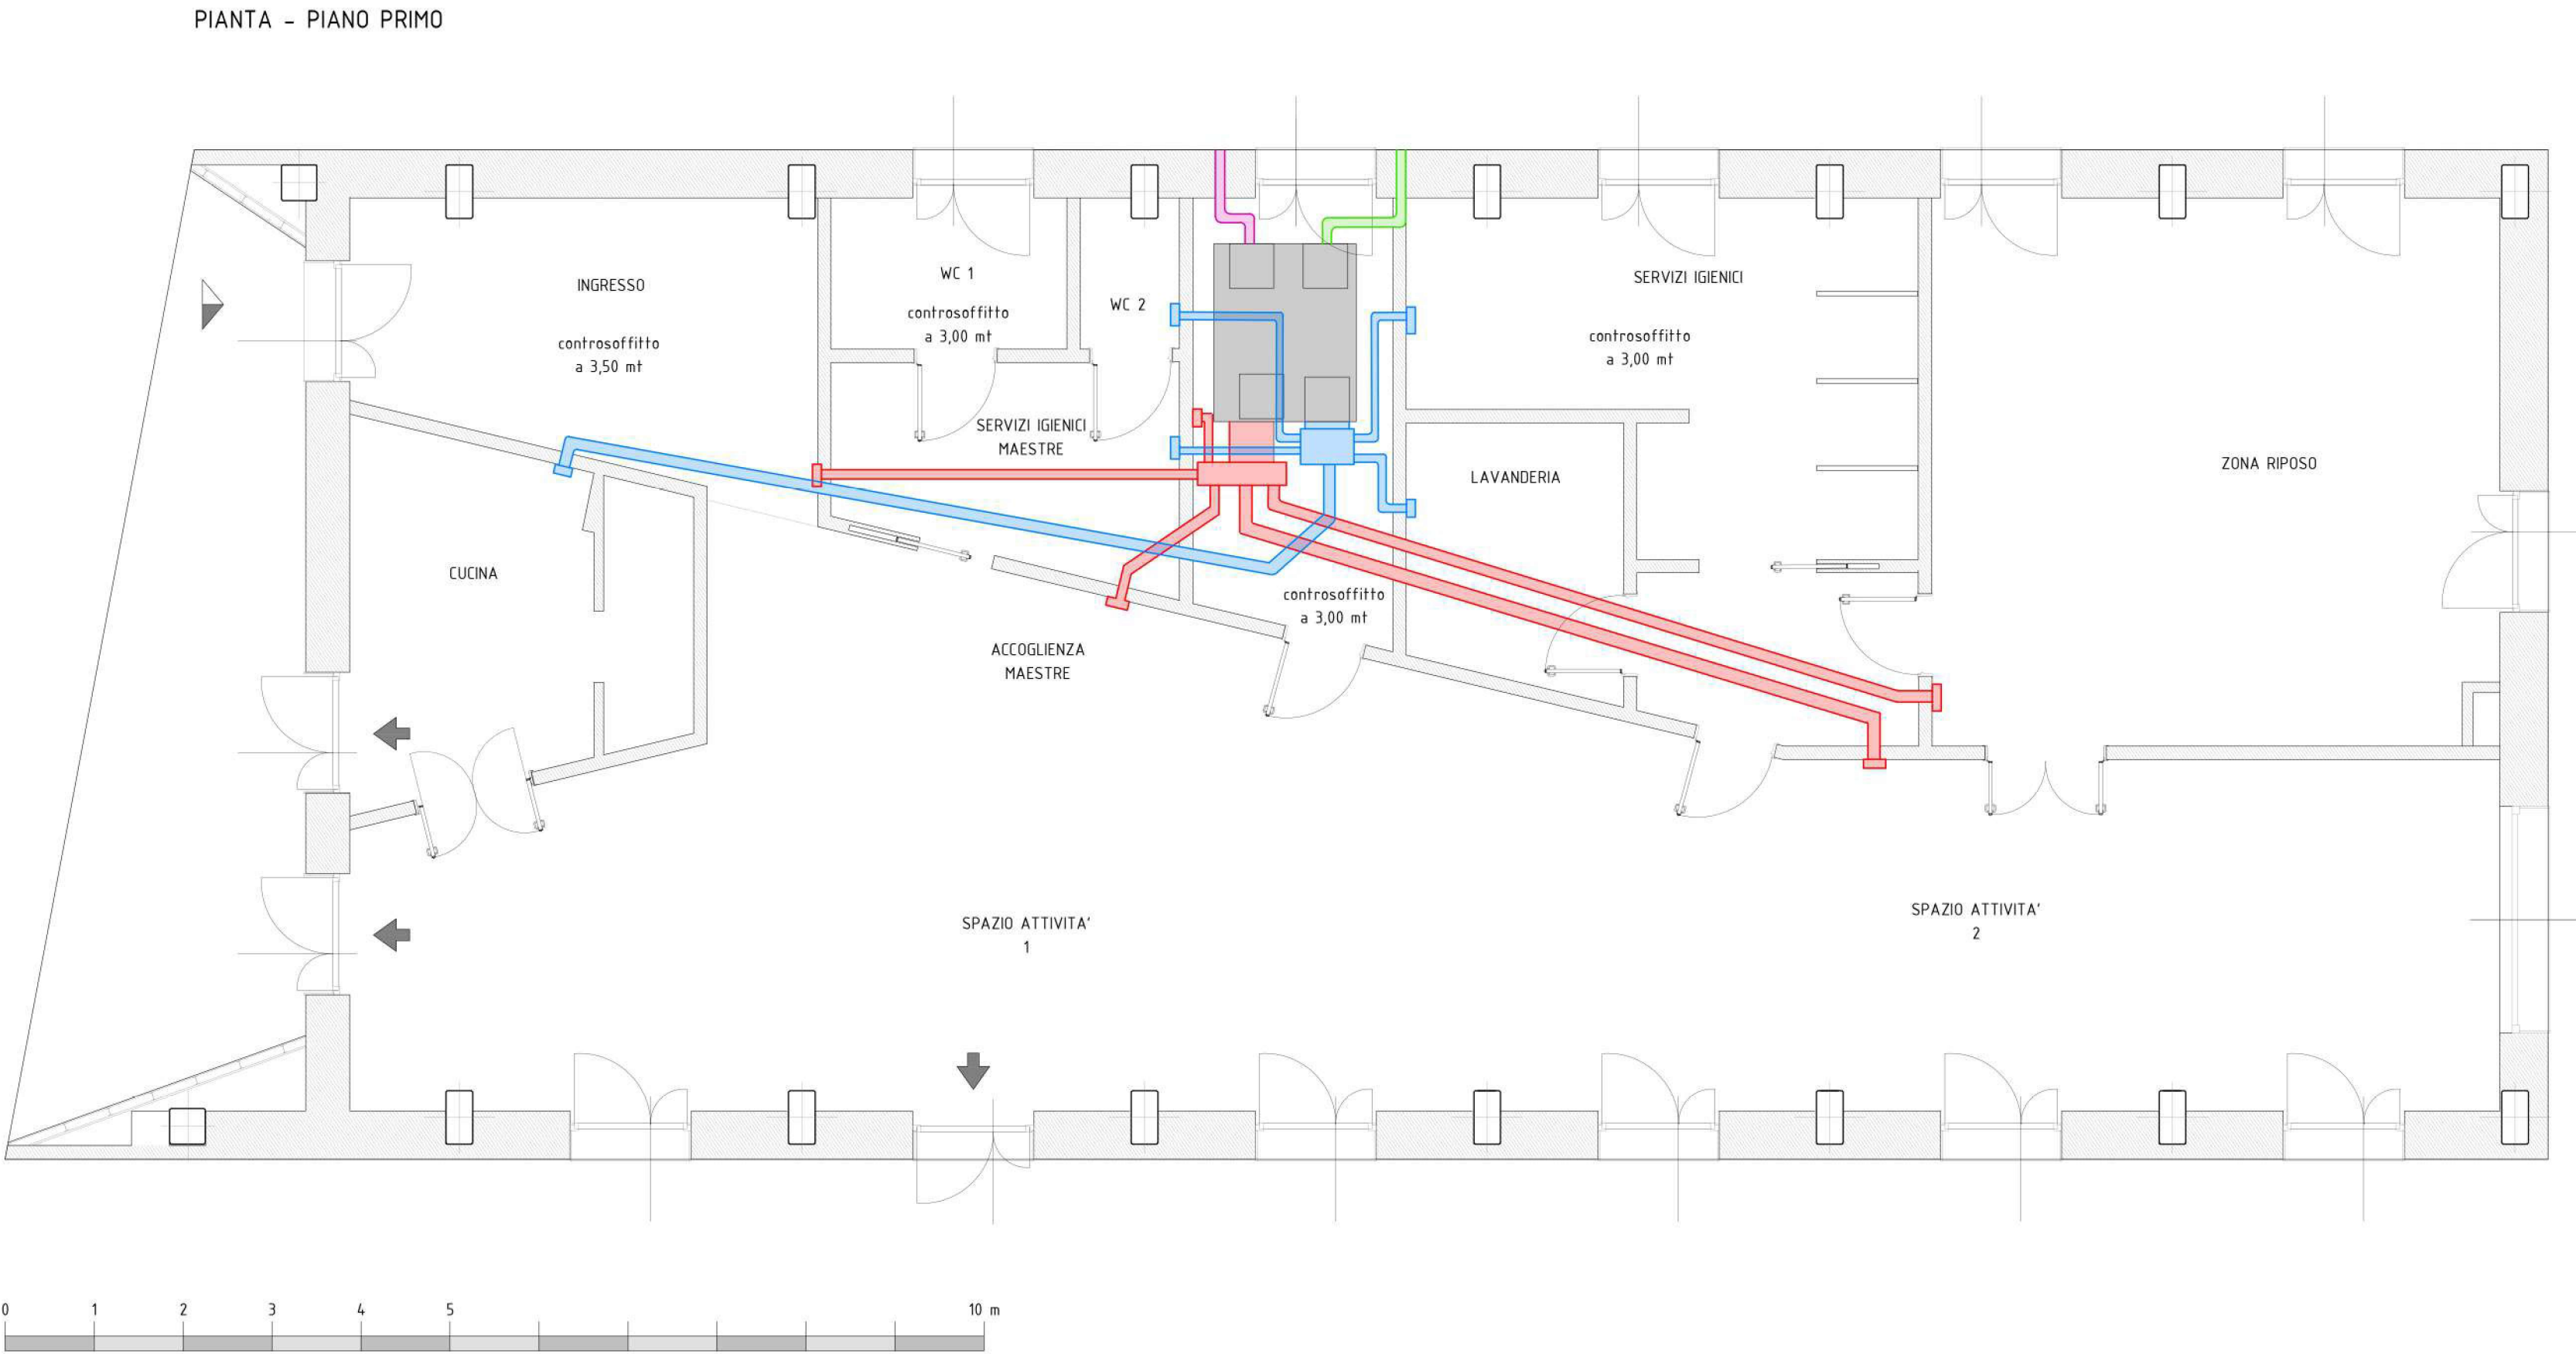 PIANTA - PIANO PRIMO
INGRESSO
controsoffitto
a 3,50 mt
WC 1
controsoffitto
a 3,00 mt
WC 2
SERVIZI IGIENICI
MAESTRE
SERVIZI IGIENICI
controsoffitto
a 3,00 mt
LAVANDERIA
ZONA RIPOSO
CUCINA
controsoffitto
a 3,00 mt
ACCOGLIENZA
MAESTRE
SPAZIO ATTIVITA'
1
SPAZIO ATTIVITA'
2
0 1 2 3 4 5 10 m